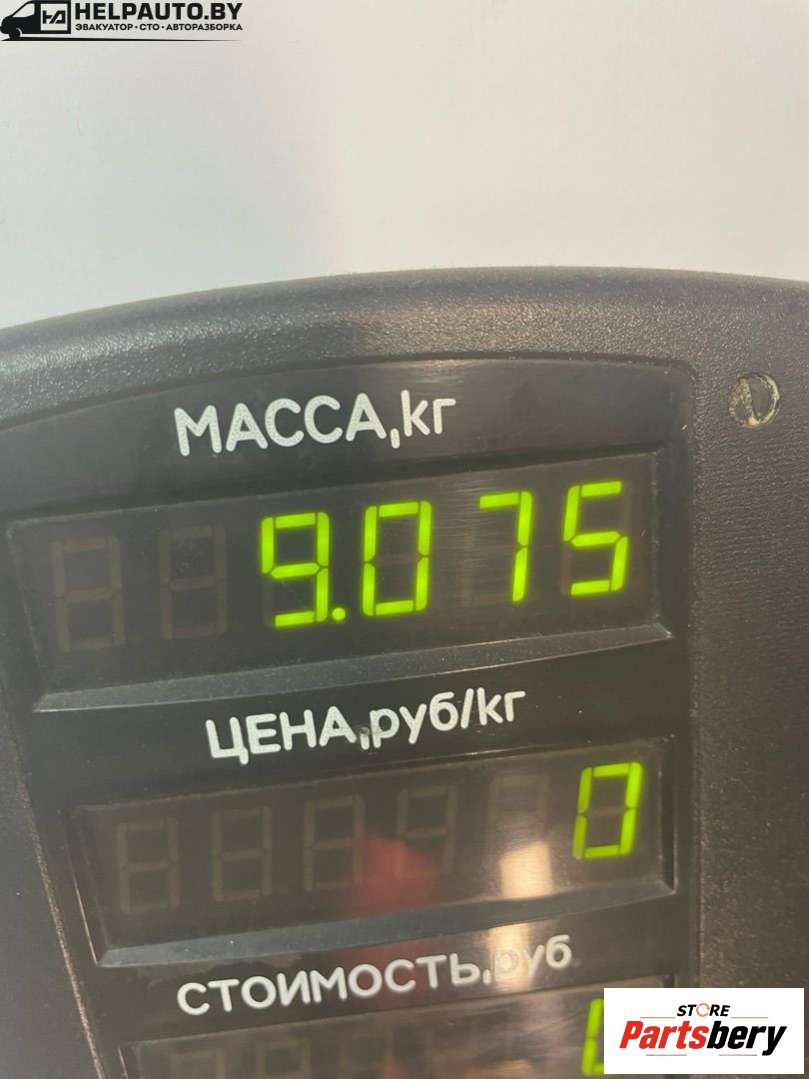 HELPAUTO.BY
ЭВАКУАТОР•СТО•АВТОРАЗБОРКА
МАССА,кг
9.075
ЦЕНА,руб/кг
0
СТОИМОСТЬ,руб
STORE
Partsbery